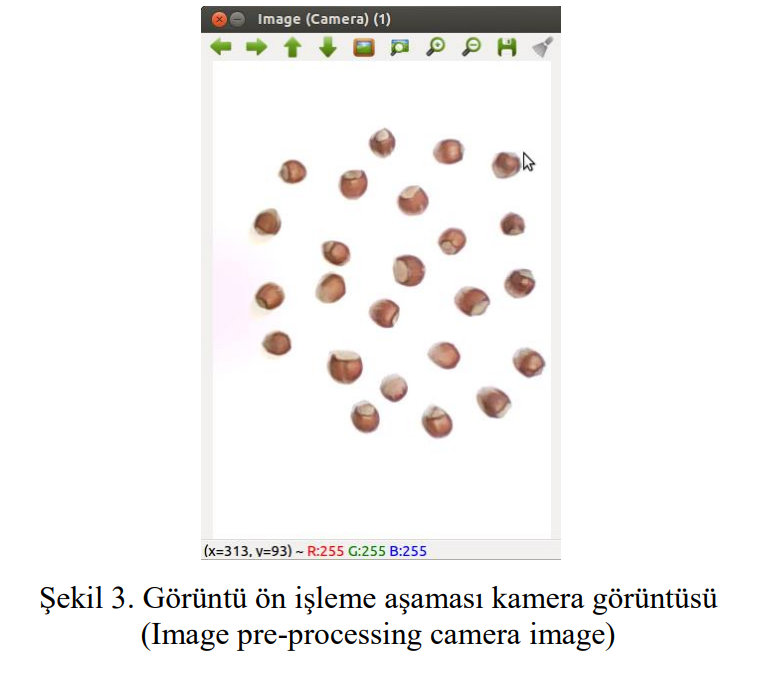 Image (Camera) (1)
(x=313, y=93) ~ R:255 G:255 B:255
Şekil 3. Görüntü ön işleme aşaması kamera görüntüsü
(Image pre-processing camera image)